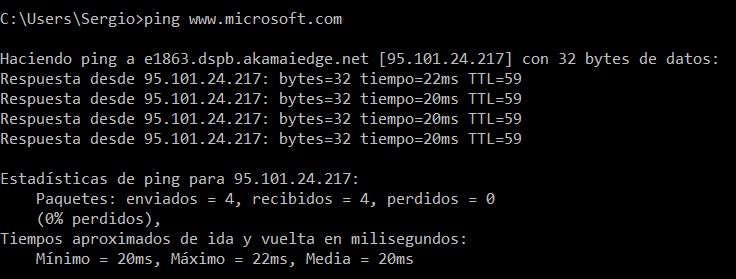 C:\Users\Sergio>ping www.microsoft.com
Haciendo ping a e1863.dspb.akamaiedge.net [95.101.24.217] con 32 bytes de datos:
Respuesta desde 95.101.24.217: bytes=32 tiempo=22ms TTL=59
Respuesta desde 95.101.24.217: bytes=32 tiempo=20ms TTL=59
Respuesta desde 95.101.24.217: bytes=32 tiempo=20ms TTL=59
Respuesta desde 95.101.24.217: bytes=32 tiempo=20ms TTL=59
Estadísticas de ping para 95.101.24.217:
    Paquetes: enviados = 4, recibidos = 4, perdidos = 0
    (0% perdidos),
Tiempos aproximados de ida y vuelta en milisegundos:
    Mínimo = 20ms, Máximo = 22ms, Media = 20ms